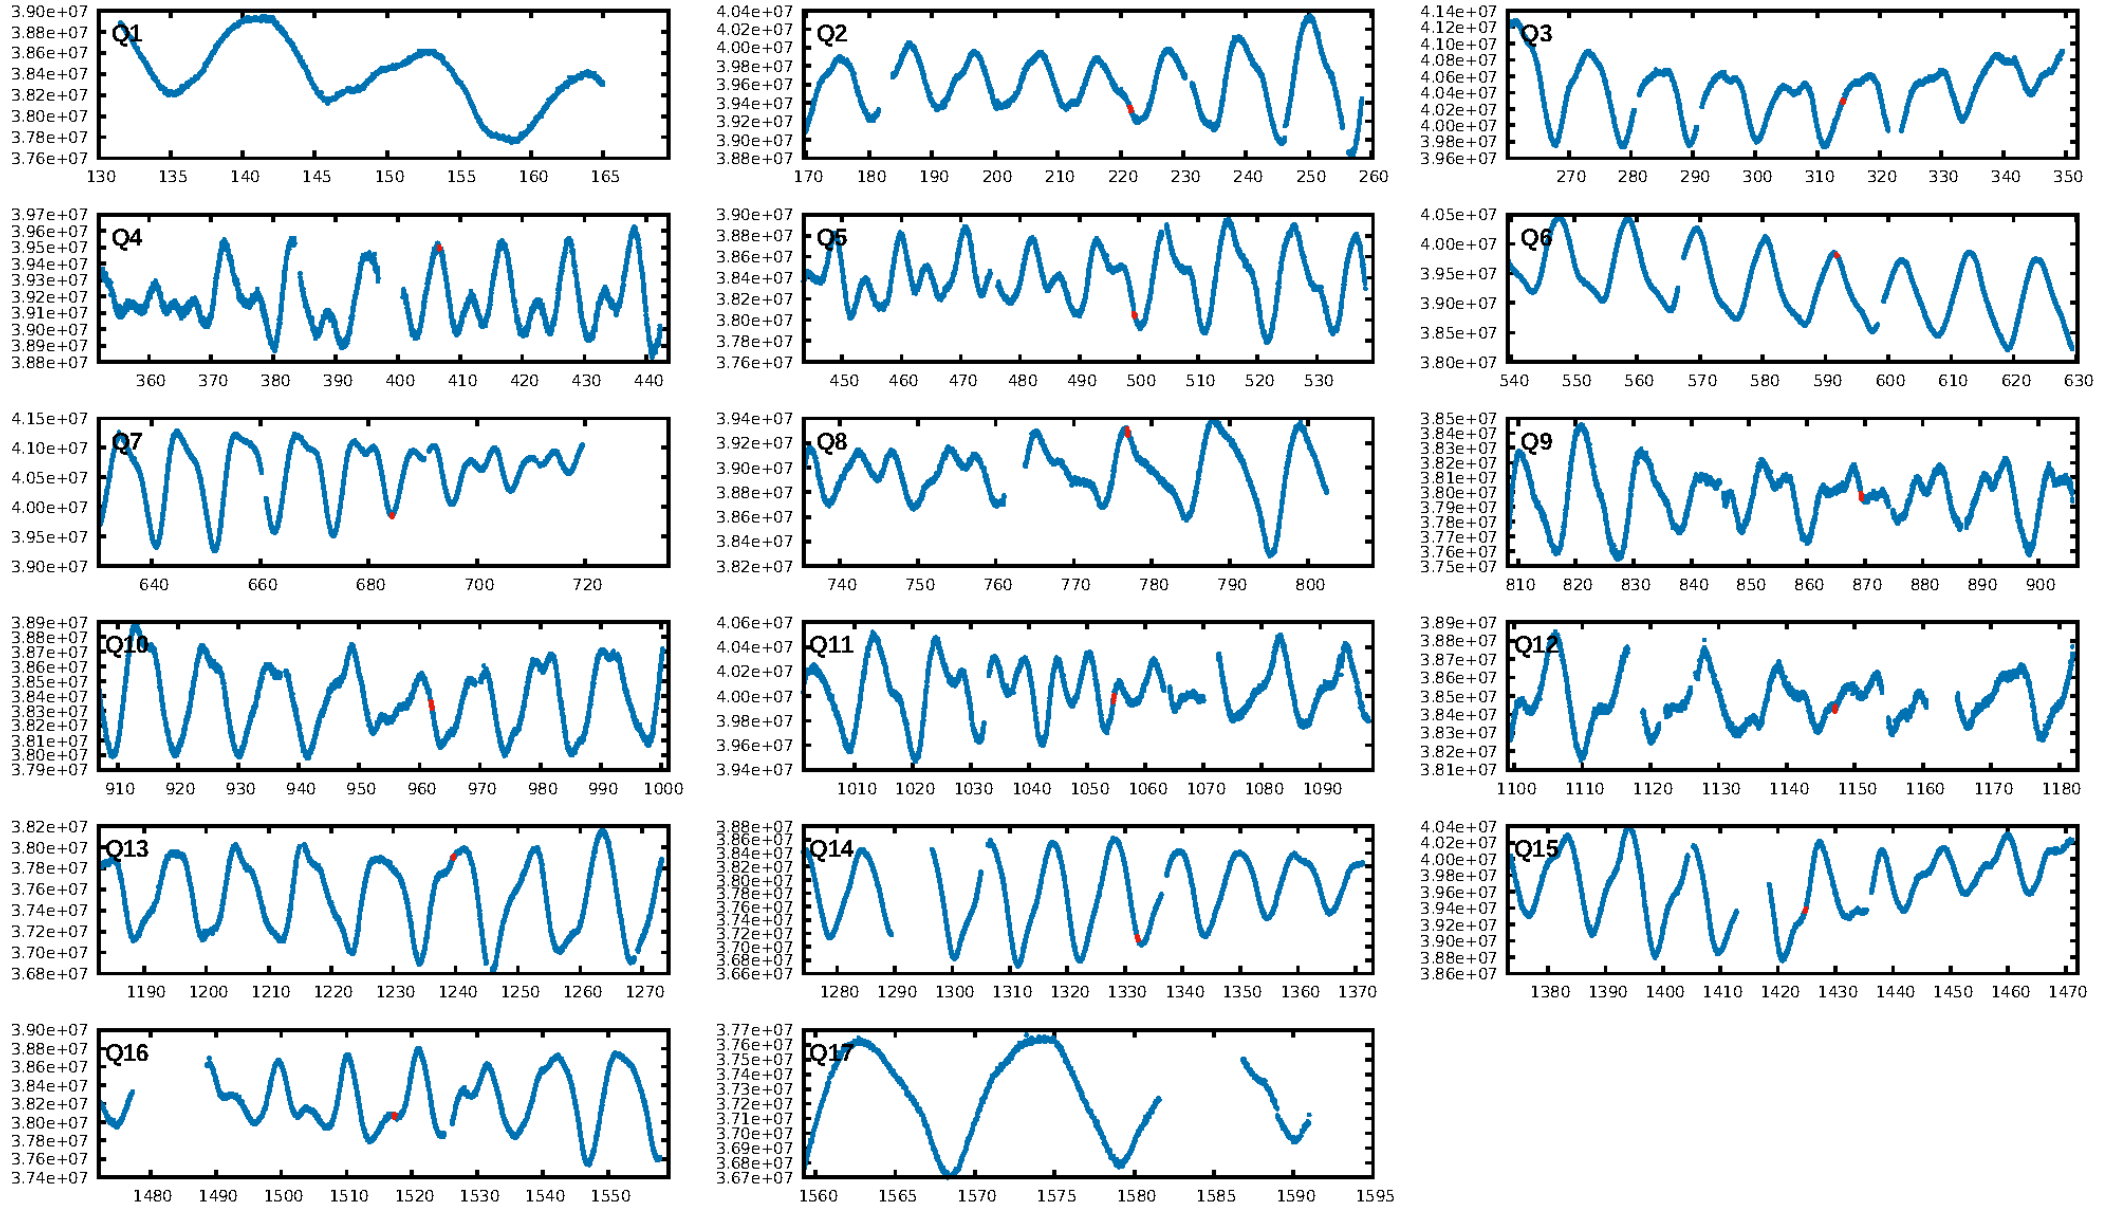 Q1
3.90e+07
3.88e+07
3.86e+07
3.84e+07
3.82e+07
3.80e+07
3.78e+07
3.76e+07
130 135 140 145 150 155 160 165
Q2
4.04e+07
4.02e+07
4.00e+07
3.98e+07
3.96e+07
3.94e+07
3.92e+07
3.90e+07
3.88e+07
170 180 190 200 210 220 230 240 250 260
Q3
4.14e+07
4.12e+07
4.10e+07
4.08e+07
4.06e+07
4.04e+07
4.02e+07
4.00e+07
3.98e+07
3.96e+07
270 280 290 300 310 320 330 340 350
Q4
3.97e+07
3.96e+07
3.95e+07
3.94e+07
3.93e+07
3.92e+07
3.91e+07
3.90e+07
3.89e+07
3.88e+07
360 370 380 390 400 410 420 430 440
Q5
3.90e+07
3.88e+07
3.86e+07
3.84e+07
3.82e+07
3.80e+07
3.78e+07
3.76e+07
450 460 470 480 490 500 510 520 530
Q6
4.05e+07
4.00e+07
3.95e+07
3.90e+07
3.85e+07
3.80e+07
540 550 560 570 580 590 600 610 620 630
Q7
4.15e+07
4.10e+07
4.05e+07
4.00e+07
3.95e+07
3.90e+07
640 660 680 700 720
Q8
3.94e+07
3.92e+07
3.90e+07
3.88e+07
3.86e+07
3.84e+07
3.82e+07
740 750 760 770 780 790 800
Q9
3.85e+07
3.84e+07
3.83e+07
3.82e+07
3.81e+07
3.80e+07
3.79e+07
3.78e+07
3.77e+07
3.76e+07
3.75e+07
810 820 830 840 850 860 870 880 890 900
Q10
3.89e+07
3.88e+07
3.87e+07
3.86e+07
3.85e+07
3.84e+07
3.83e+07
3.82e+07
3.81e+07
3.80e+07
3.79e+07
910 920 930 940 950 960 970 980 990 1000
Q11
4.06e+07
4.04e+07
4.02e+07
4.00e+07
3.98e+07
3.96e+07
3.94e+07
1010 1020 1030 1040 1050 1060 1070 1080 1090
Q12
3.89e+07
3.88e+07
3.87e+07
3.86e+07
3.85e+07
3.84e+07
3.83e+07
3.82e+07
3.81e+07
1100 1110 1120 1130 1140 1150 1160 1170 1180
Q13
3.82e+07
3.80e+07
3.78e+07
3.76e+07
3.74e+07
3.72e+07
3.70e+07
3.68e+07
1190 1200 1210 1220 1230 1240 1250 1260 1270
Q14
3.88e+07
3.86e+07
3.84e+07
3.82e+07
3.80e+07
3.78e+07
3.76e+07
3.74e+07
3.72e+07
3.70e+07
3.68e+07
3.66e+07
1280 1290 1300 1310 1320 1330 1340 1350 1360 1370
Q15
4.04e+07
4.02e+07
4.00e+07
3.98e+07
3.96e+07
3.94e+07
3.92e+07
3.90e+07
3.88e+07
3.86e+07
1380 1390 1400 1410 1420 1430 1440 1450 1460 1470
Q16
3.90e+07
3.88e+07
3.86e+07
3.84e+07
3.82e+07
3.80e+07
3.78e+07
3.76e+07
3.74e+07
1480 1490 1500 1510 1520 1530 1540 1550
Q17
3.77e+07
3.76e+07
3.75e+07
3.74e+07
3.73e+07
3.72e+07
3.71e+07
3.70e+07
3.69e+07
3.68e+07
3.67e+07
1560 1565 1570 1575 1580 1585 1590 1595